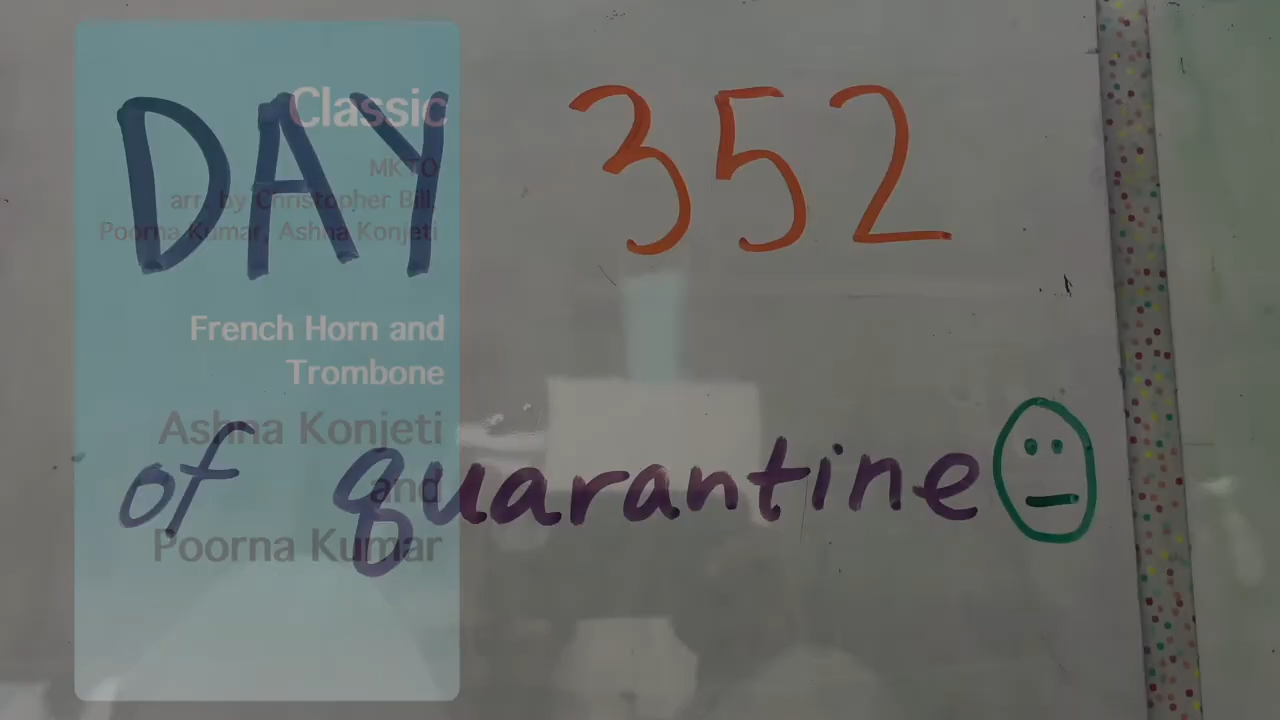 DAY 352
of quarantine
Classic
MKTO
arr. by Christopher Bill,
Poorna Kumar, Ashna Konjeti
French Horn and
Trombone
Ashna Konjeti
and
Poorna Kumar